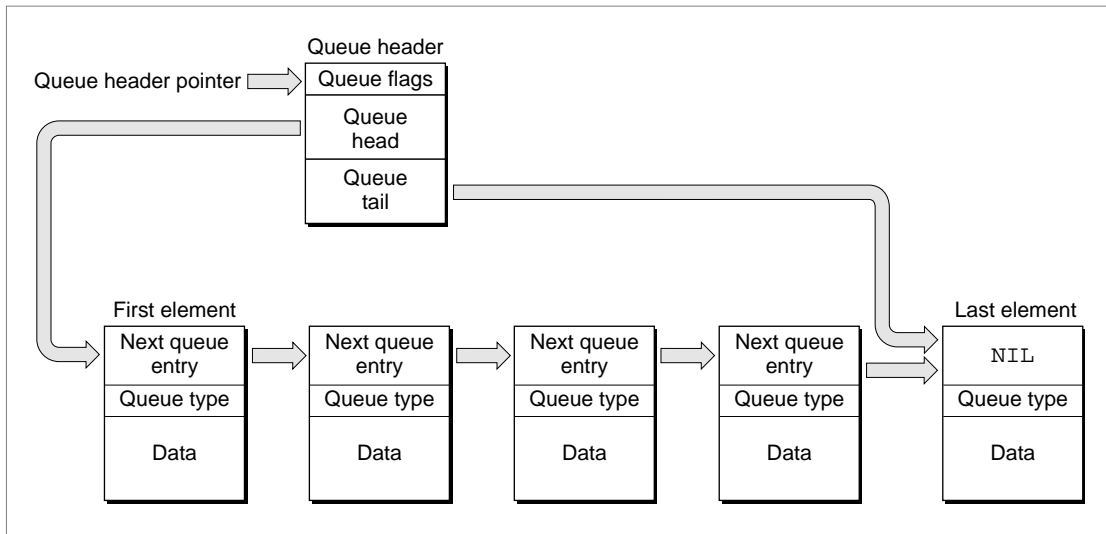 Queue header
Queue header pointer
Queue flags
Queue
head
Queue
tail
First element
Next queue
entry
Queue type
Data
Next queue
entry
Queue type
Data
Next queue
entry
Queue type
Data
Next queue
entry
Queue type
Data
Last element
NIL
Queue type
Data